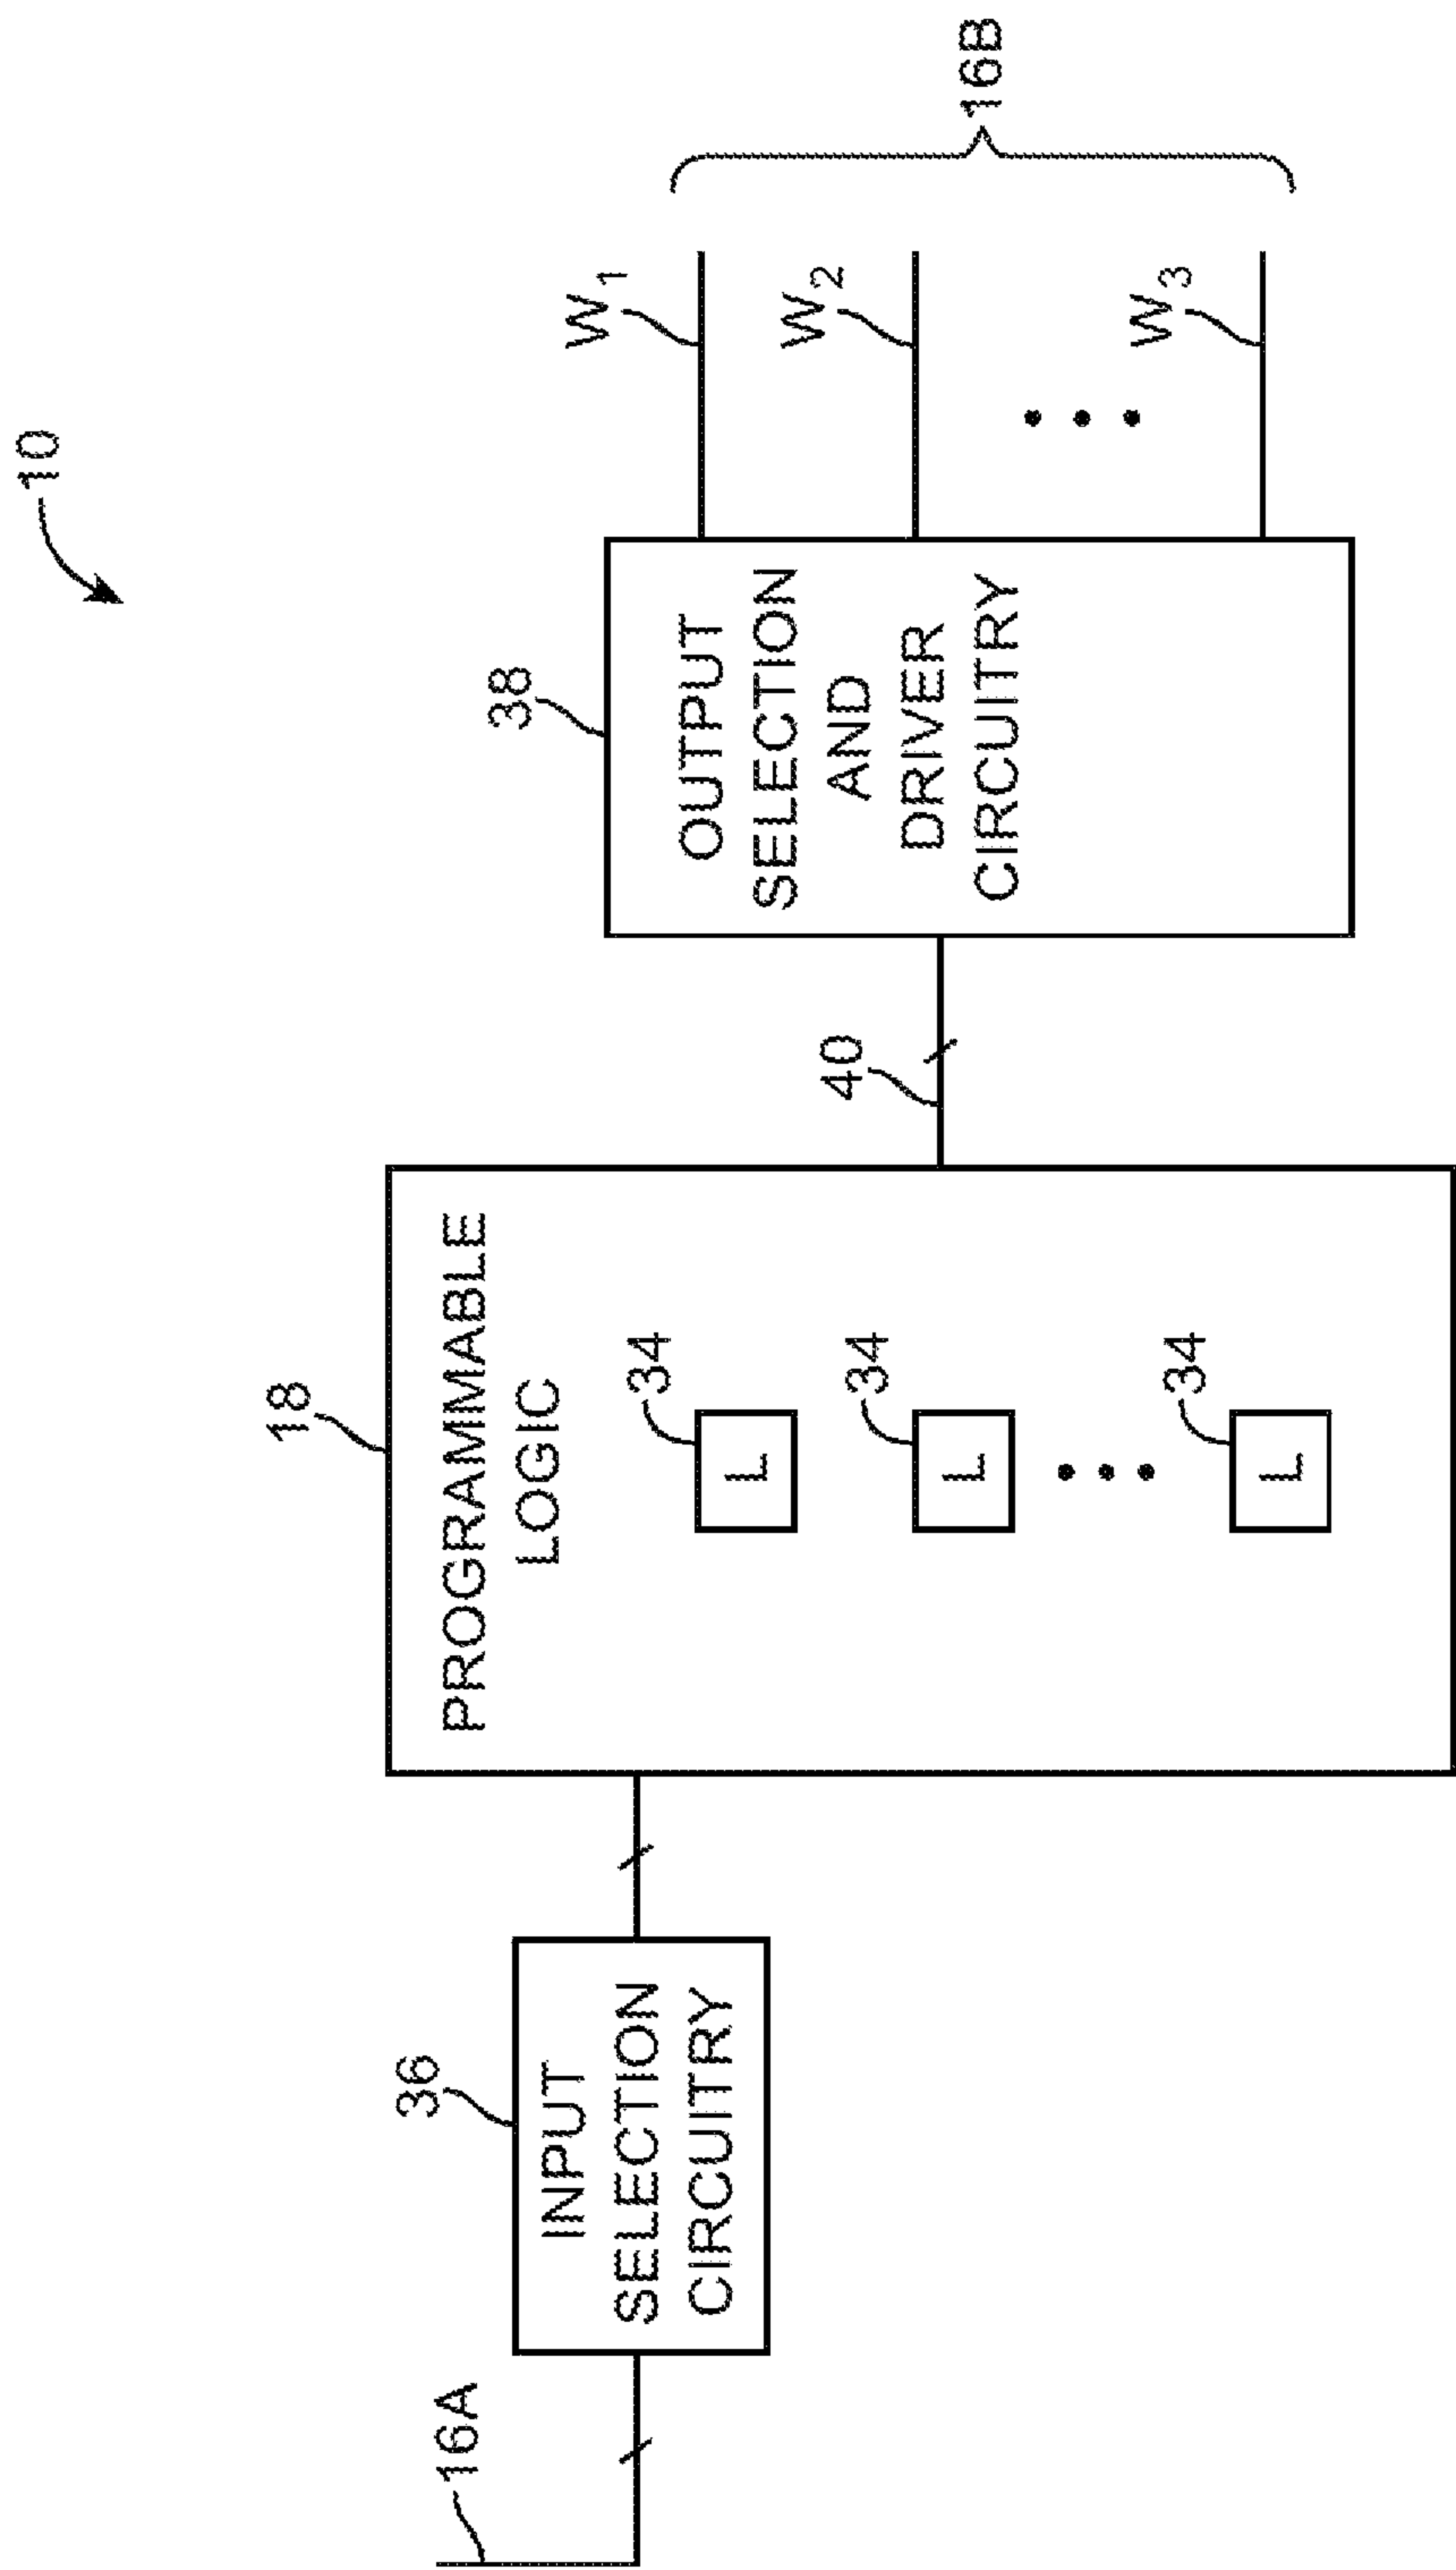 10
16A
36
INPUT
SELECTION
CIRCUITRY
18
PROGRAMMABLE
LOGIC
34
L
34
L
34
L
40
38
OUTPUT
SELECTION
AND
DRIVER
CIRCUITRY
W1
W2
W3
16B